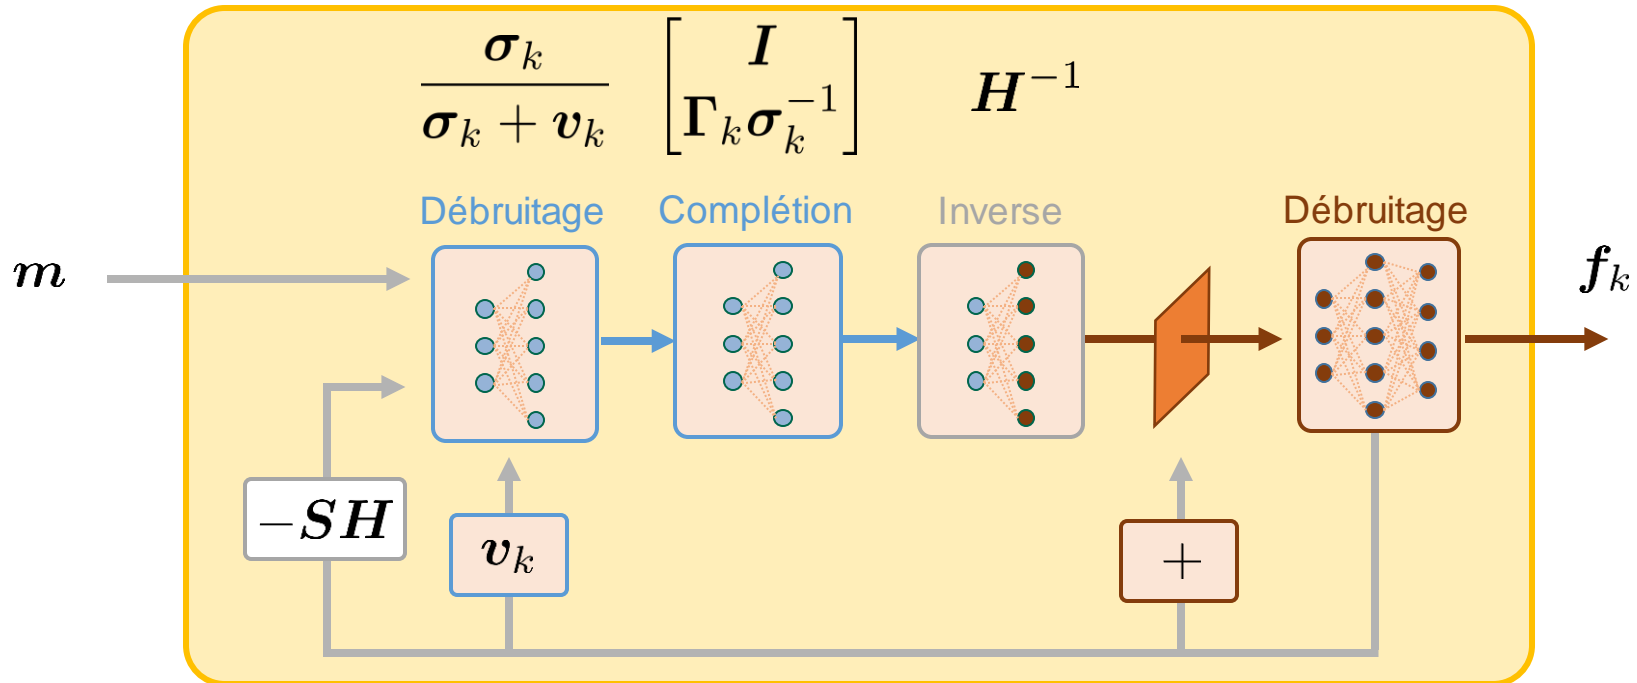 σ_k / (σ_k + v_k)
[I
Γ_k σ_k^{-1}]
H^{-1}
Débruitage
Complétion
Inverse
Débruitage
m
f_k
−SH
v_k
+